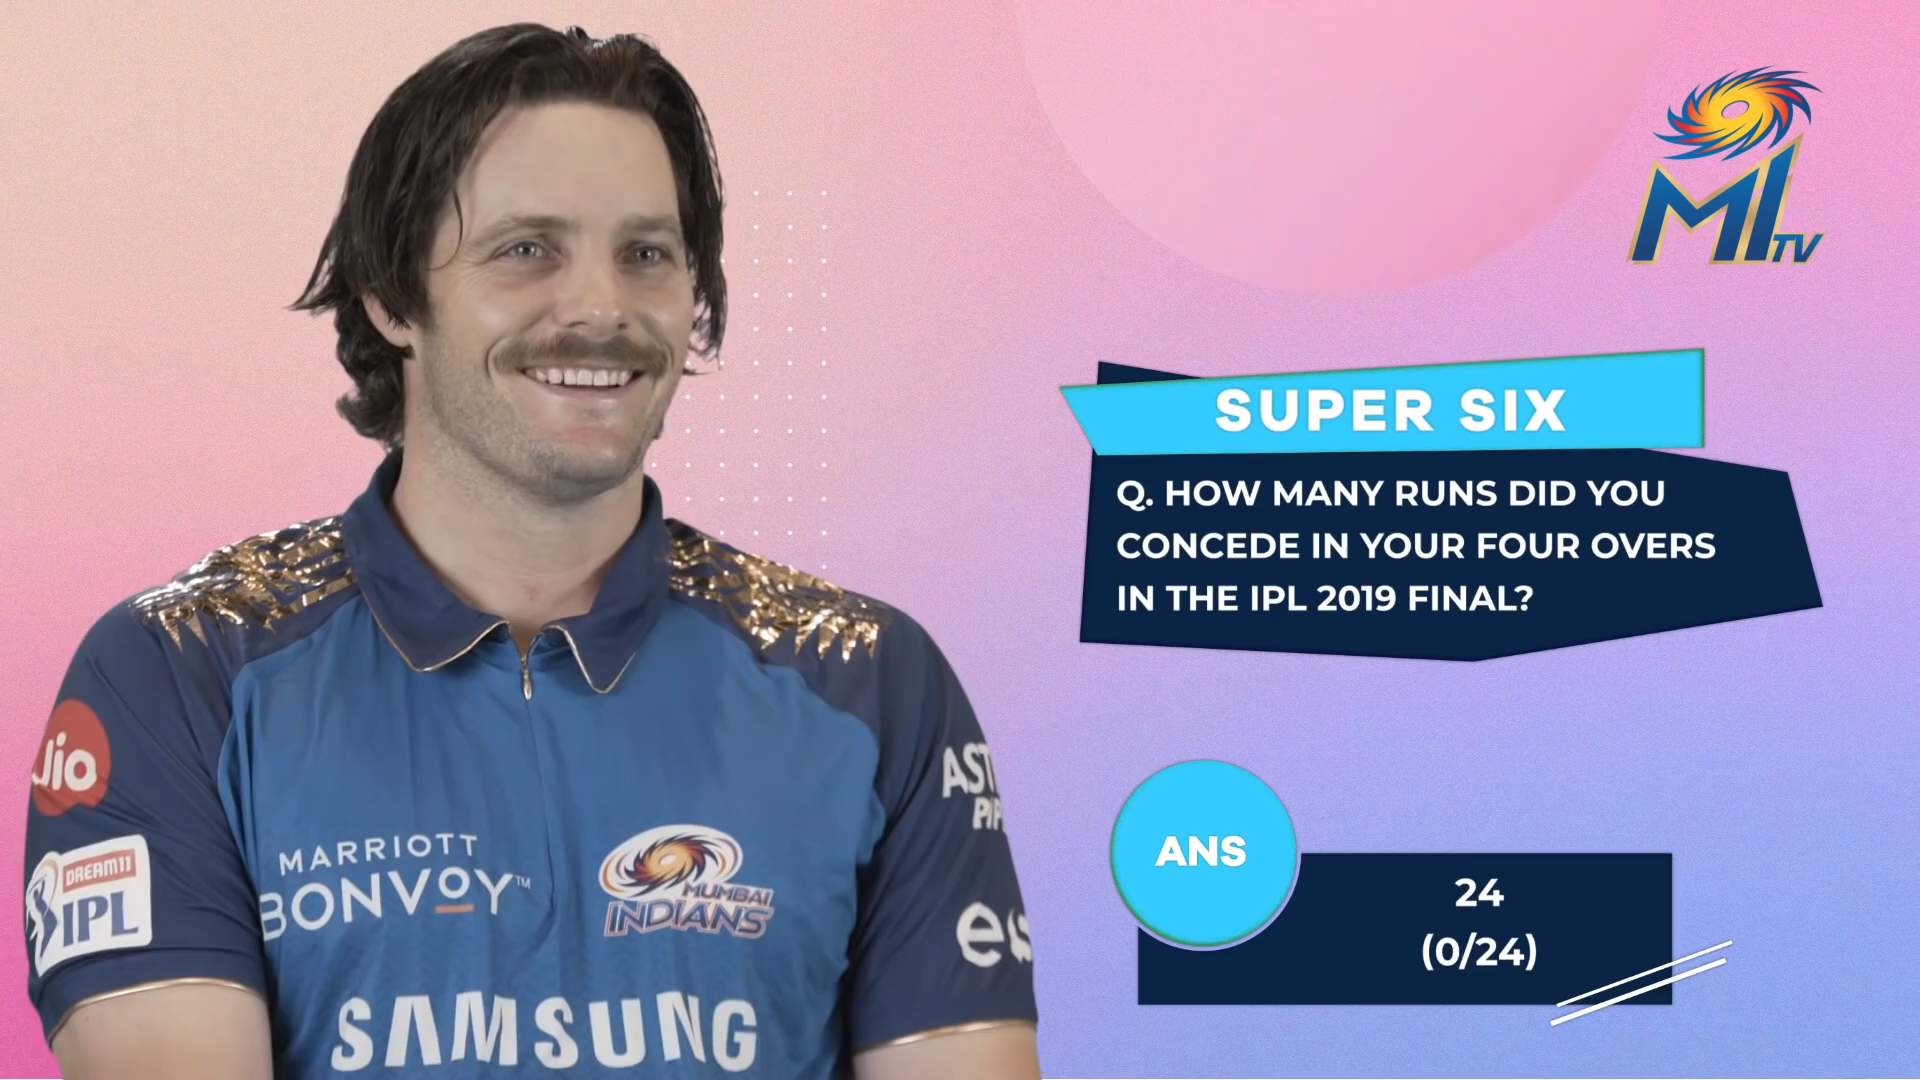 MI TV
SUPER SIX
Q. HOW MANY RUNS DID YOU
CONCEDE IN YOUR FOUR OVERS
IN THE IPL 2019 FINAL?
ANS
24
(0/24)
Jio
DREAM11
IPL
MARRIOTT
BONVOY™
MUMBAI
INDIANS
SAMSUNG